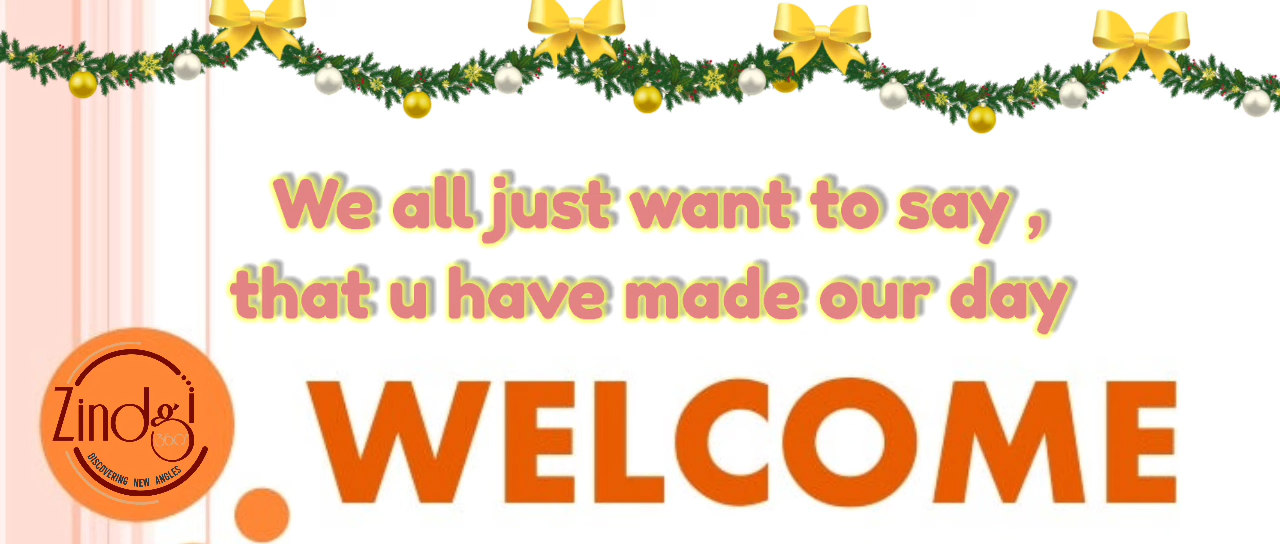 We all just want to say ,
that u have made our day
WELCOME
Zindgi
360
DISCOVERING NEW ANGLES